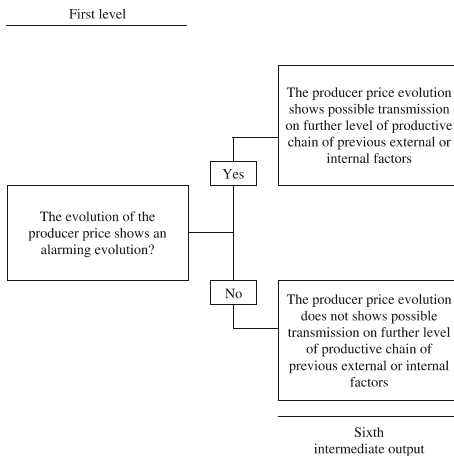 First level
The producer price evolution
shows possible transmission
on further level of productive
chain of previous external or
internal factors
Yes
The evolution of the
producer price shows an
alarming evolution?
No
The producer price evolution
does not shows possible
transmission on further level
of productive chain of
previous external or internal
factors
Sixth
intermediate output